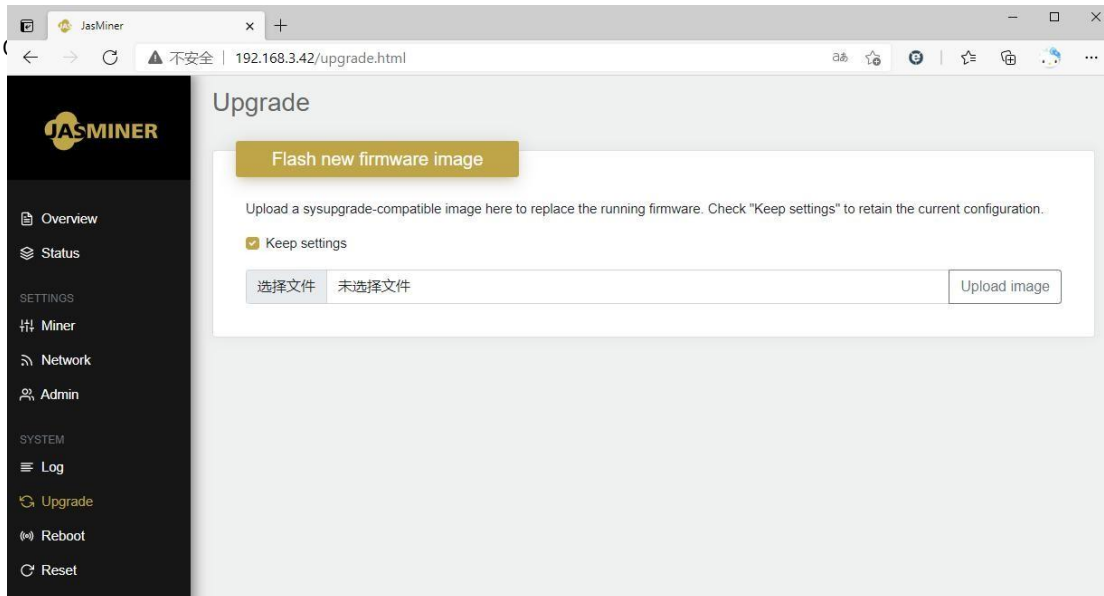 JasMiner
不安全 | 192.168.3.42/upgrade.html
JASMINER
Overview
Status
SETTINGS
Miner
Network
Admin
SYSTEM
Log
Upgrade
Reboot
Reset
Upgrade
Flash new firmware image
Upload a sysupgrade-compatible image here to replace the running firmware. Check "Keep settings" to retain the current configuration.
Keep settings
选择文件 未选择文件 Upload image